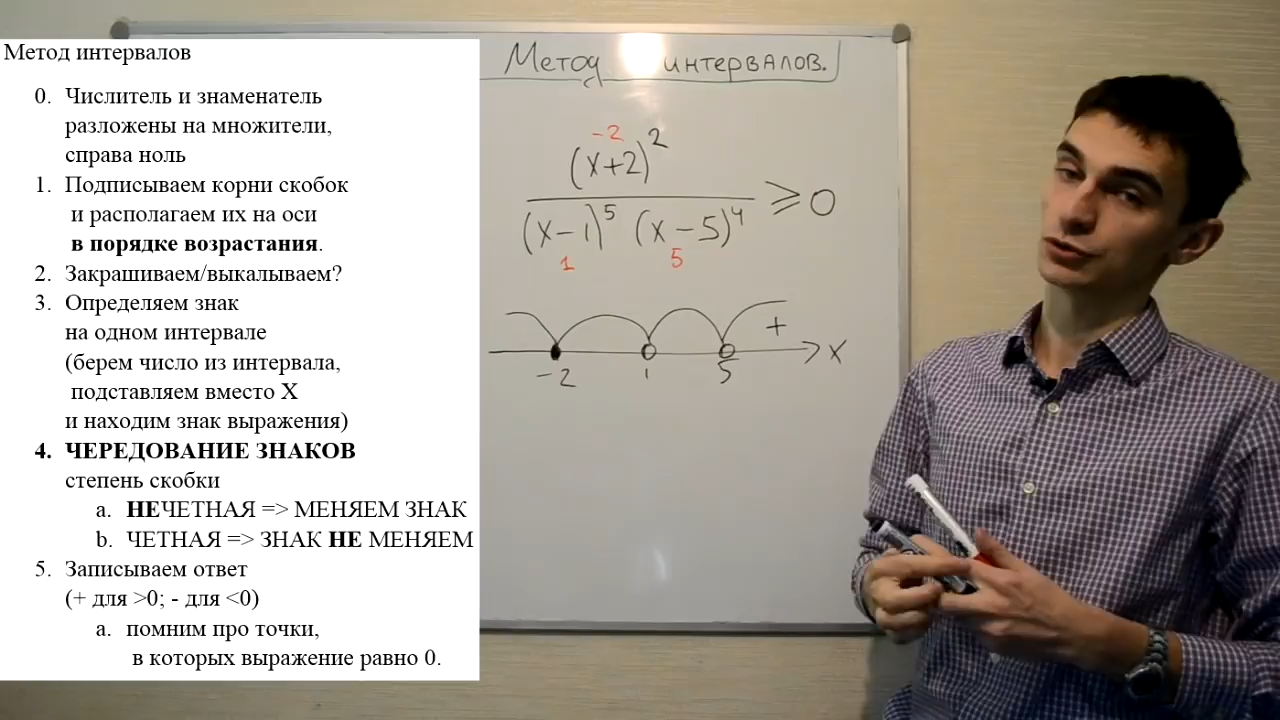 Метод интервалов
0. Числитель и знаменатель
разложены на множители,
справа ноль
1. Подписываем корни скобок
и располагаем их на оси
в порядке возрастания.
2. Закрашиваем/выкалываем?
3. Определяем знак
на одном интервале
(берем число из интервала,
подставляем вместо X
и находим знак выражения)
4. ЧЕРЕДОВАНИЕ ЗНАКОВ
степень скобки
a. НЕЧЕТНАЯ => МЕНЯЕМ ЗНАК
b. ЧЕТНАЯ => ЗНАК НЕ МЕНЯЕМ
5. Записываем ответ
(+ для >0; - для <0)
a. помним про точки,
в которых выражение равно 0.
Метод интервалов.
-2
(x+2)²
⩾0
(x-1)⁵ (x-5)⁴
1 5
+
-2 1 5 x